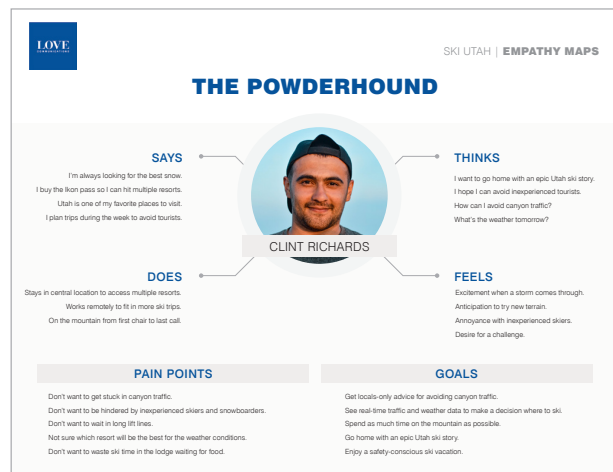 LOVE
COMMUNICATIONS
SKI UTAH | EMPATHY MAPS
THE POWDERHOUND
SAYS
I'm always looking for the best snow.
I buy the Ikon pass so I can hit multiple resorts.
Utah is one of my favorite places to visit.
I plan trips during the week to avoid tourists.
THINKS
I want to go home with an epic Utah ski story.
I hope I can avoid inexperienced tourists.
How can I avoid canyon traffic?
What's the weather tomorrow?
CLINT RICHARDS
DOES
Stays in central location to access multiple resorts.
Works remotely to fit in more ski trips.
On the mountain from first chair to last call.
FEELS
Excitement when a storm comes through.
Anticipation to try new terrain.
Annoyance with inexperienced skiers.
Desire for a challenge.
PAIN POINTS
Don't want to get stuck in canyon traffic.
Don't want to be hindered by inexperienced skiers and snowboarders.
Don't want to wait in long lift lines.
Not sure which resort will be the best for the weather conditions.
Don't want to waste ski time in the lodge waiting for food.
GOALS
Get locals-only advice for avoiding canyon traffic.
See real-time traffic and weather data to make a decision where to ski.
Spend as much time on the mountain as possible.
Go home with an epic Utah ski story.
Enjoy a safety-conscious ski vacation.